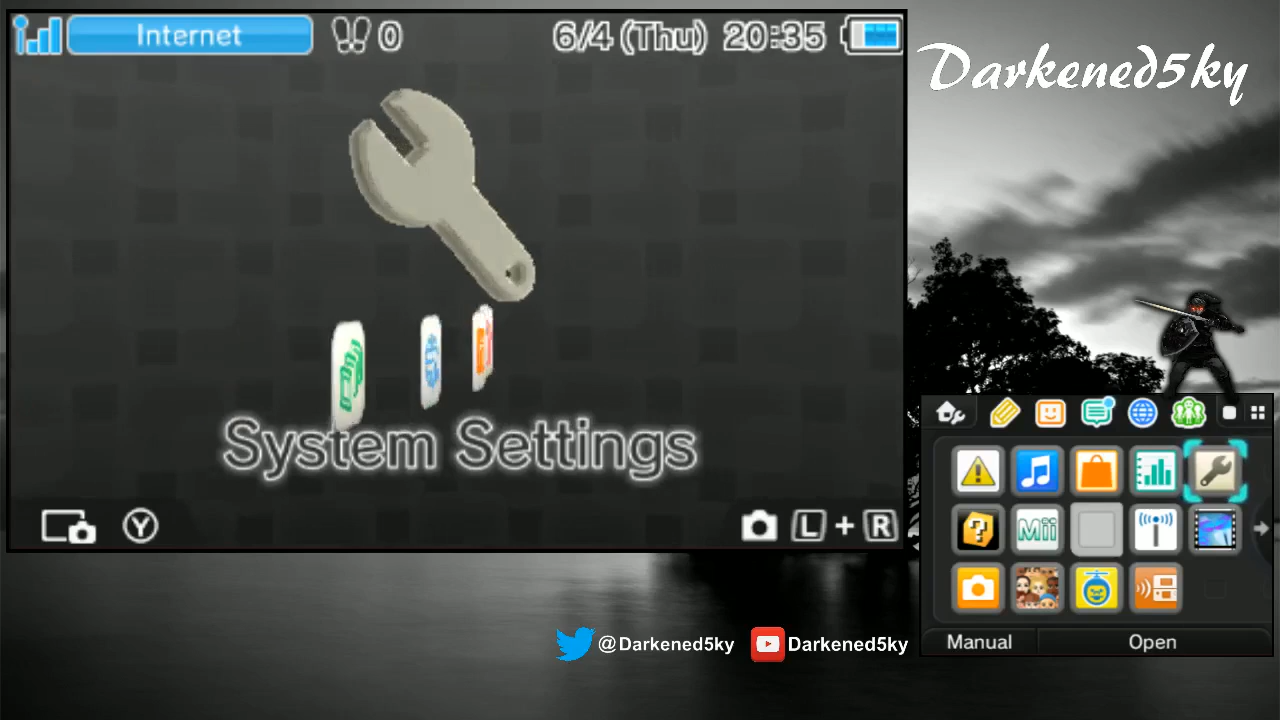 Internet
0
6/4 (Thu) 20:35
Darkened5ky
System Settings
Y
L + R
?
Mii
@Darkened5ky
Darkened5ky
Manual
Open